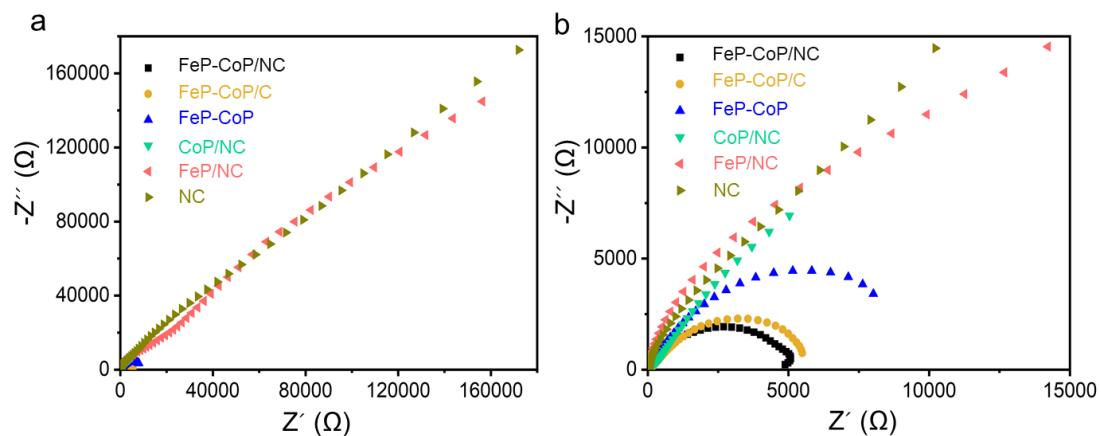 a
-Z´´ (Ω)
160000
120000
80000
40000
0
FeP-CoP/NC
FeP-CoP/C
FeP-CoP
CoP/NC
FeP/NC
NC
0 40000 80000 120000 160000
Z´ (Ω)
b
-Z´´ (Ω)
15000
10000
5000
0
FeP-CoP/NC
FeP-CoP/C
FeP-CoP
CoP/NC
FeP/NC
NC
0 5000 10000 15000
Z´ (Ω)